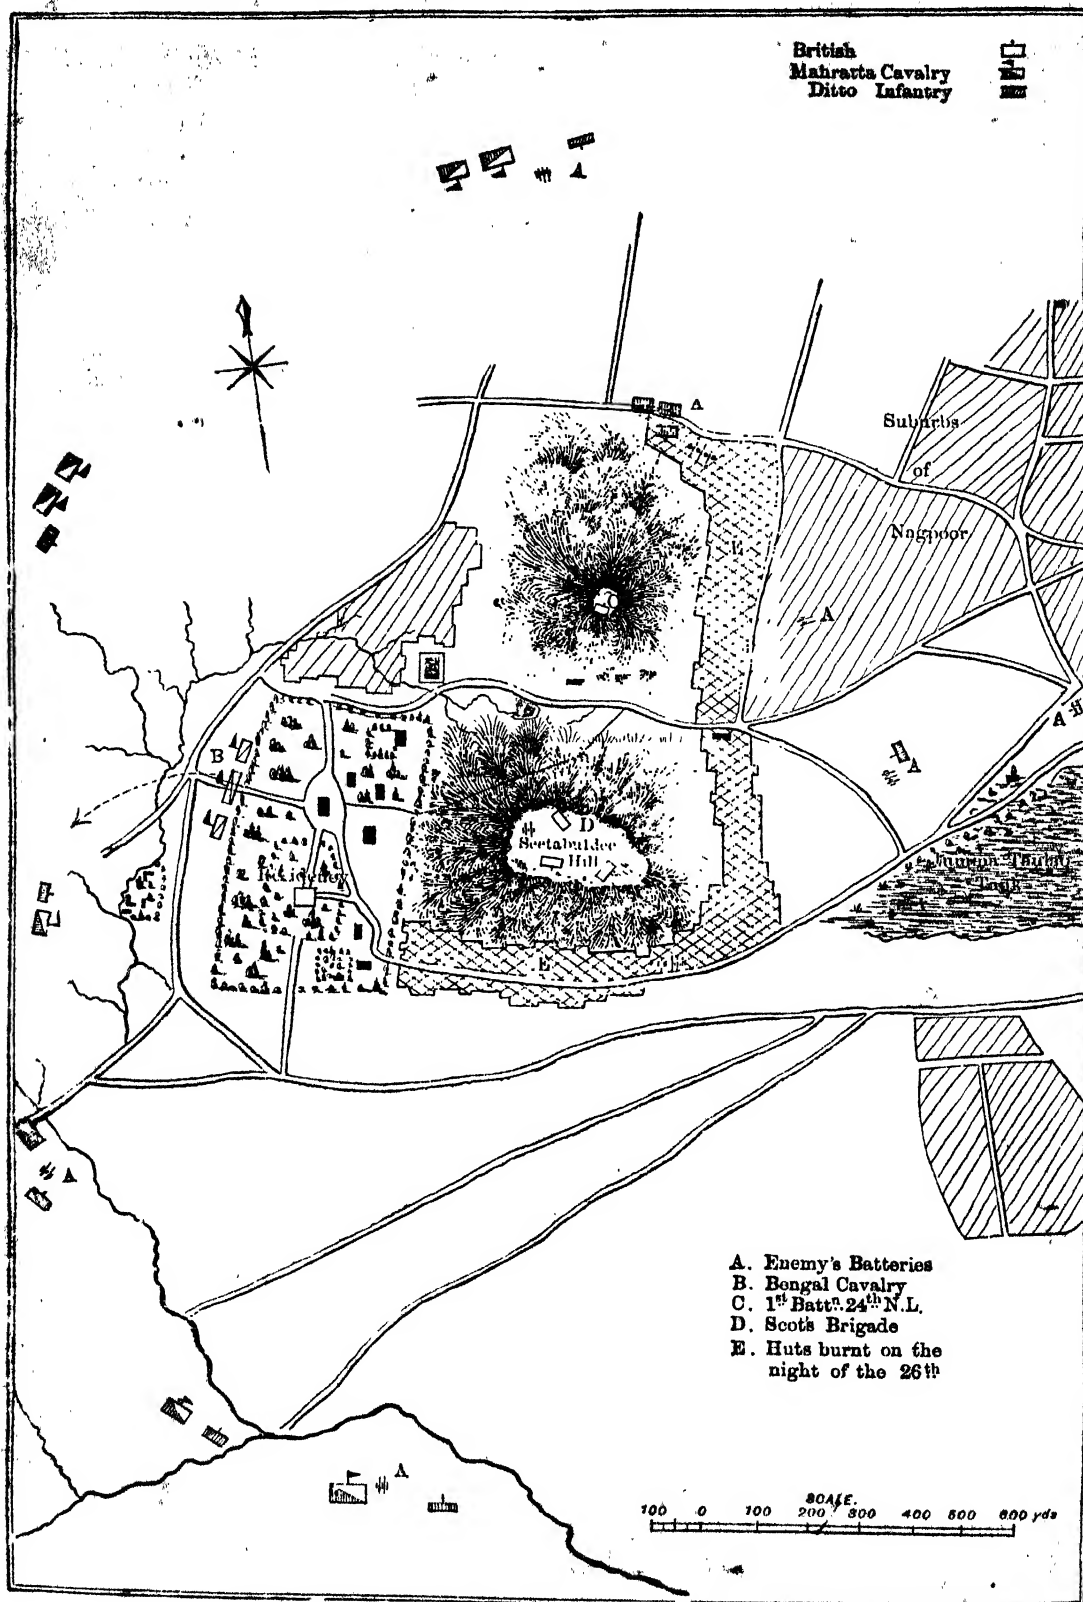 British
Mahratta Cavalry
Ditto Infantry
A
A
Suburbs
of
Nagpoor
E
A
A
A
B
D
Seetabuldee
Hill
Residency
Tank
E
A
A
A. Enemy's Batteries
B. Bengal Cavalry
C. 1st Battn. 24th N.L.
D. Scot's Brigade
E. Huts burnt on the
night of the 26th
SCALE.
100 0 100 200 300 400 500 600 yds